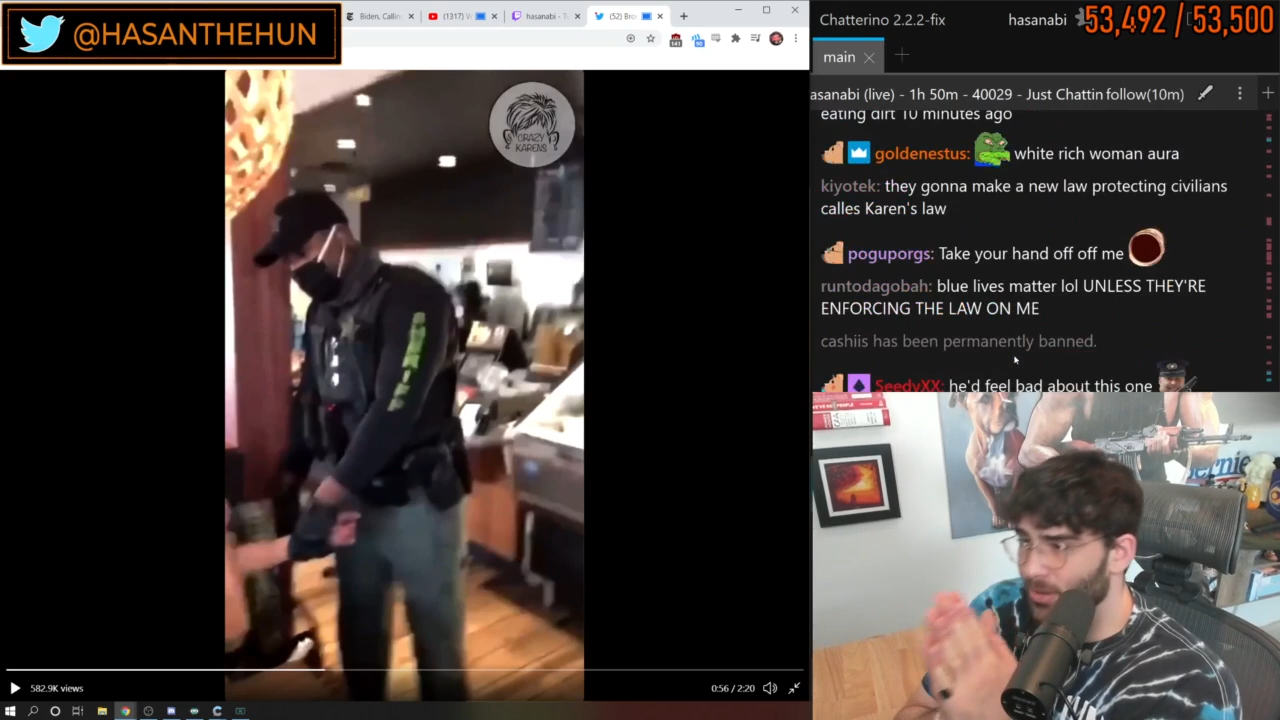 @HASANTHEHUN
Biden, Callin
(1317) V
hasanabi - T
(52) Bro
Chatterino 2.2.2-fix
hasanabi
53,492 / 53,500
main
asanabi (live) - 1h 50m - 40029 - Just Chattin follow(10m)
eating dirt 10 minutes ago
goldenestus: white rich woman aura
kiyotek: they gonna make a new law protecting civilians
calles Karen's law
poguporgs: Take your hand off off me
runtodagobah: blue lives matter lol UNLESS THEY'RE
ENFORCING THE LAW ON ME
cashiis has been permanently banned.
SeedyXX: he'd feel bad about this one
CRAZY
KARENS
Bernie
582.9K views
0:56 / 2:20